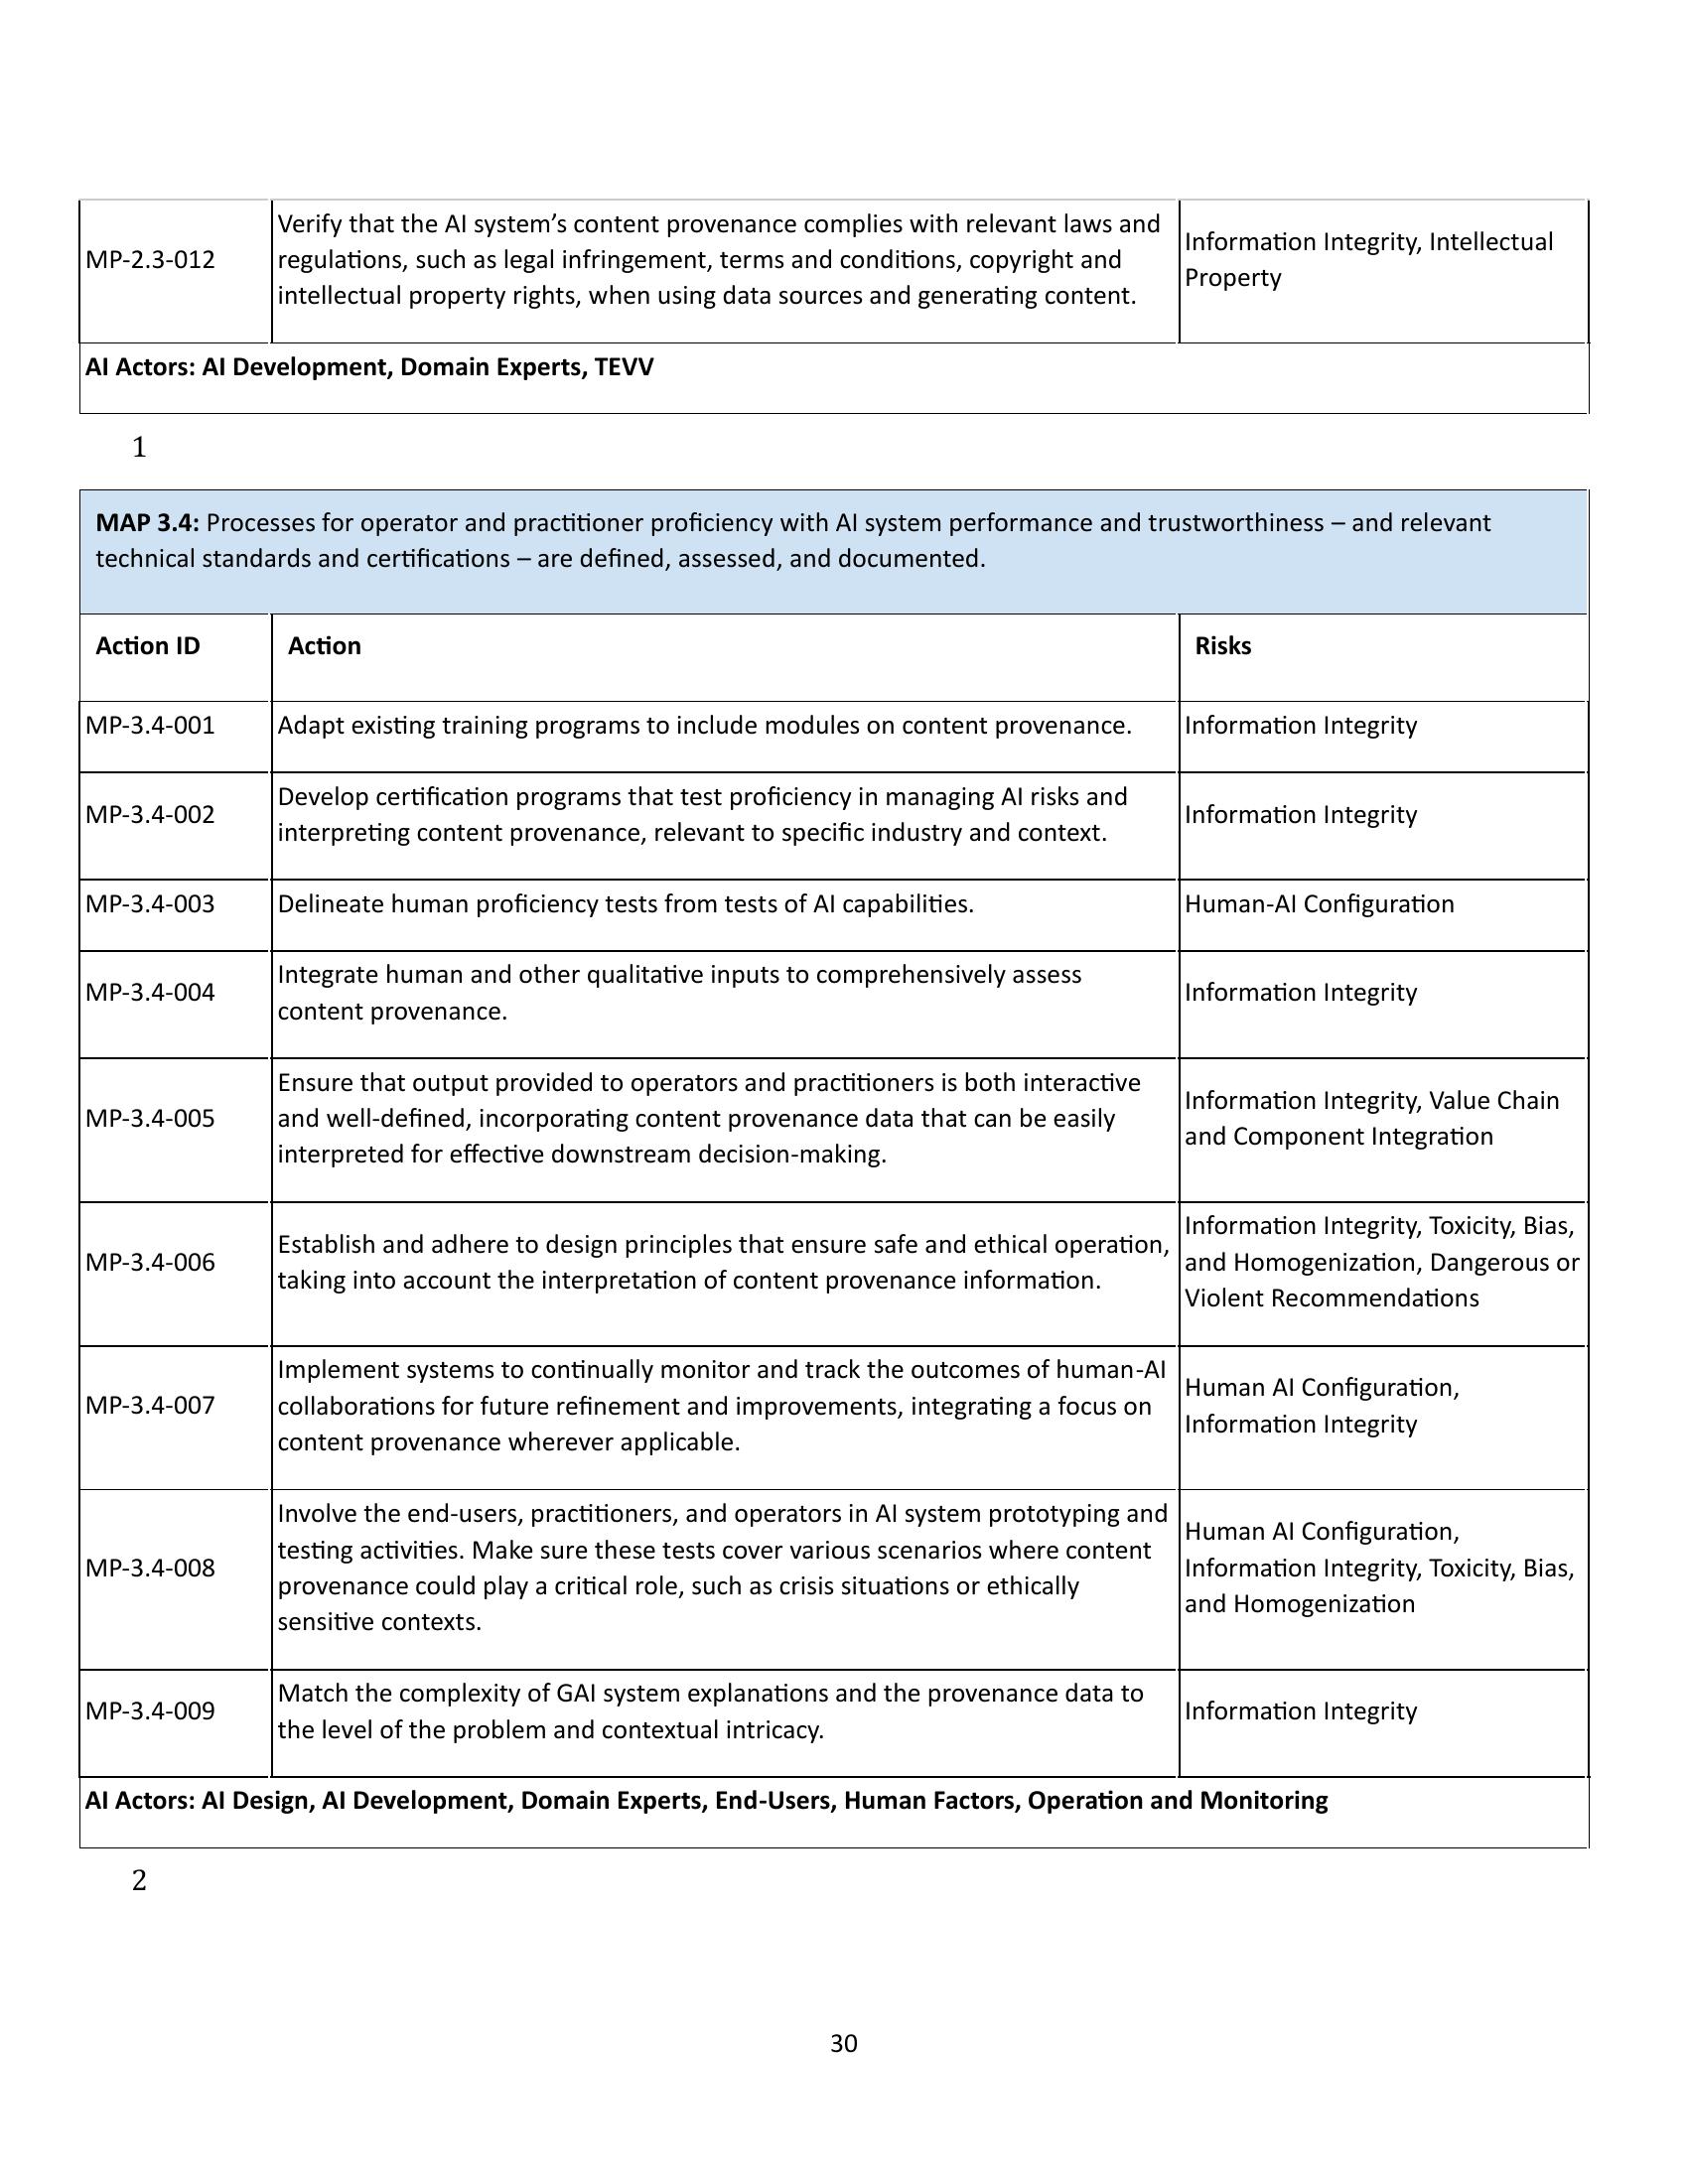 MP-2.3-012
Verify that the AI system’s content provenance complies with relevant laws and
regulations, such as legal infringement, terms and conditions, copyright and
intellectual property rights, when using data sources and generating content.
Information Integrity, Intellectual
Property
AI Actors: AI Development, Domain Experts, TEVV
1
MAP 3.4: Processes for operator and practitioner proficiency with AI system performance and trustworthiness – and relevant
technical standards and certifications – are defined, assessed, and documented.
Action ID
Action
Risks
MP-3.4-001
Adapt existing training programs to include modules on content provenance.
Information Integrity
MP-3.4-002
Develop certification programs that test proficiency in managing AI risks and
interpreting content provenance, relevant to specific industry and context.
Information Integrity
MP-3.4-003
Delineate human proficiency tests from tests of AI capabilities.
Human-AI Configuration
MP-3.4-004
Integrate human and other qualitative inputs to comprehensively assess
content provenance.
Information Integrity
MP-3.4-005
Ensure that output provided to operators and practitioners is both interactive
and well-defined, incorporating content provenance data that can be easily
interpreted for effective downstream decision-making.
Information Integrity, Value Chain
and Component Integration
MP-3.4-006
Establish and adhere to design principles that ensure safe and ethical operation,
taking into account the interpretation of content provenance information.
Information Integrity, Toxicity, Bias,
and Homogenization, Dangerous or
Violent Recommendations
MP-3.4-007
Implement systems to continually monitor and track the outcomes of human-AI
collaborations for future refinement and improvements, integrating a focus on
content provenance wherever applicable.
Human AI Configuration,
Information Integrity
MP-3.4-008
Involve the end-users, practitioners, and operators in AI system prototyping and
testing activities. Make sure these tests cover various scenarios where content
provenance could play a critical role, such as crisis situations or ethically
sensitive contexts.
Human AI Configuration,
Information Integrity, Toxicity, Bias,
and Homogenization
MP-3.4-009
Match the complexity of GAI system explanations and the provenance data to
the level of the problem and contextual intricacy.
Information Integrity
AI Actors: AI Design, AI Development, Domain Experts, End-Users, Human Factors, Operation and Monitoring
2
30